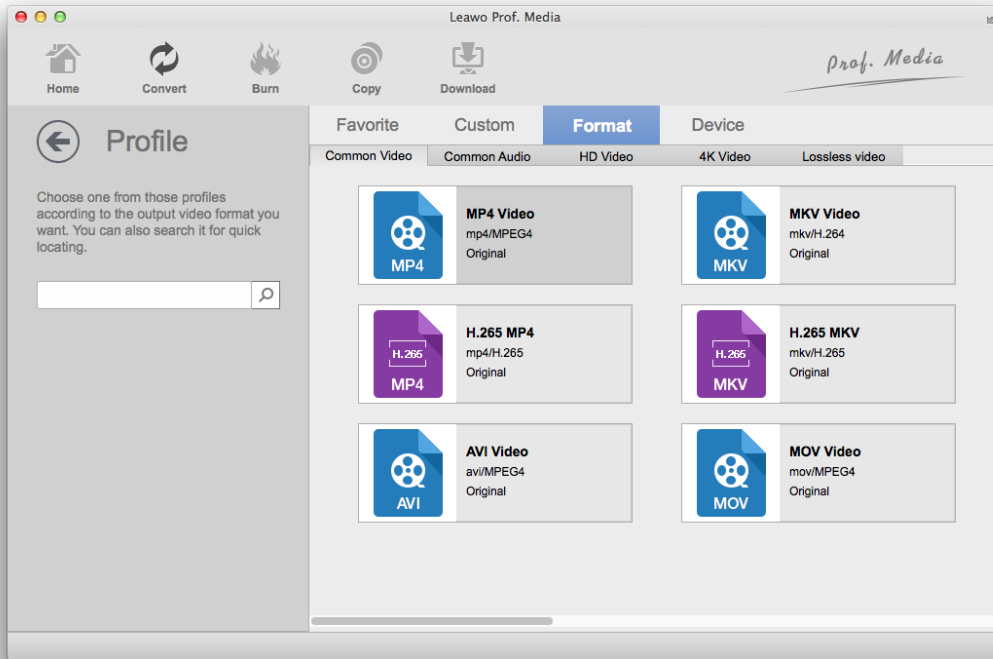 Leawo Prof. Media
Home
Convert
Burn
Copy
Download
Prof. Media
Profile
Choose one from those profiles
according to the output video format you
want. You can also search it for quick
locating.
Favorite
Custom
Format
Device
Common Video
Common Audio
HD Video
4K Video
Lossless video
MP4
MP4 Video
mp4/MPEG4
Original
MKV
MKV Video
mkv/H.264
Original
H.265
MP4
H.265 MP4
mp4/H.265
Original
H.265
MKV
H.265 MKV
mkv/H.265
Original
AVI
AVI Video
avi/MPEG4
Original
MOV
MOV Video
mov/MPEG4
Original